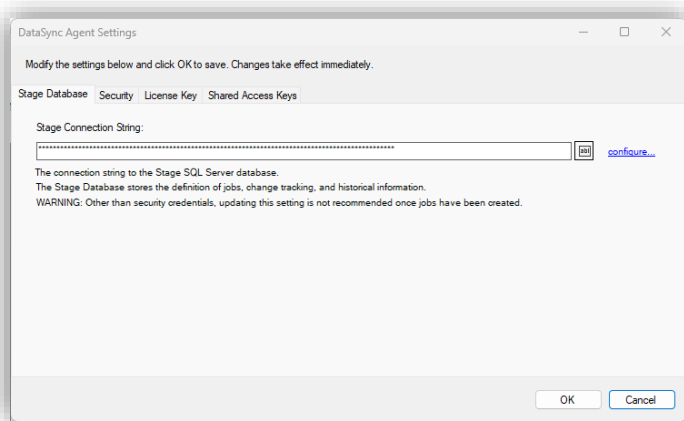 DataSync Agent Settings
Modify the settings below and click OK to save. Changes take effect immediately.
Stage Database Security License Key Shared Access Keys
Stage Connection String:
abl configure...
The connection string to the Stage SQL Server database.
The Stage Database stores the definition of jobs, change tracking, and historical information.
WARNING: Other than security credentials, updating this setting is not recommended once jobs have been created.
OK Cancel